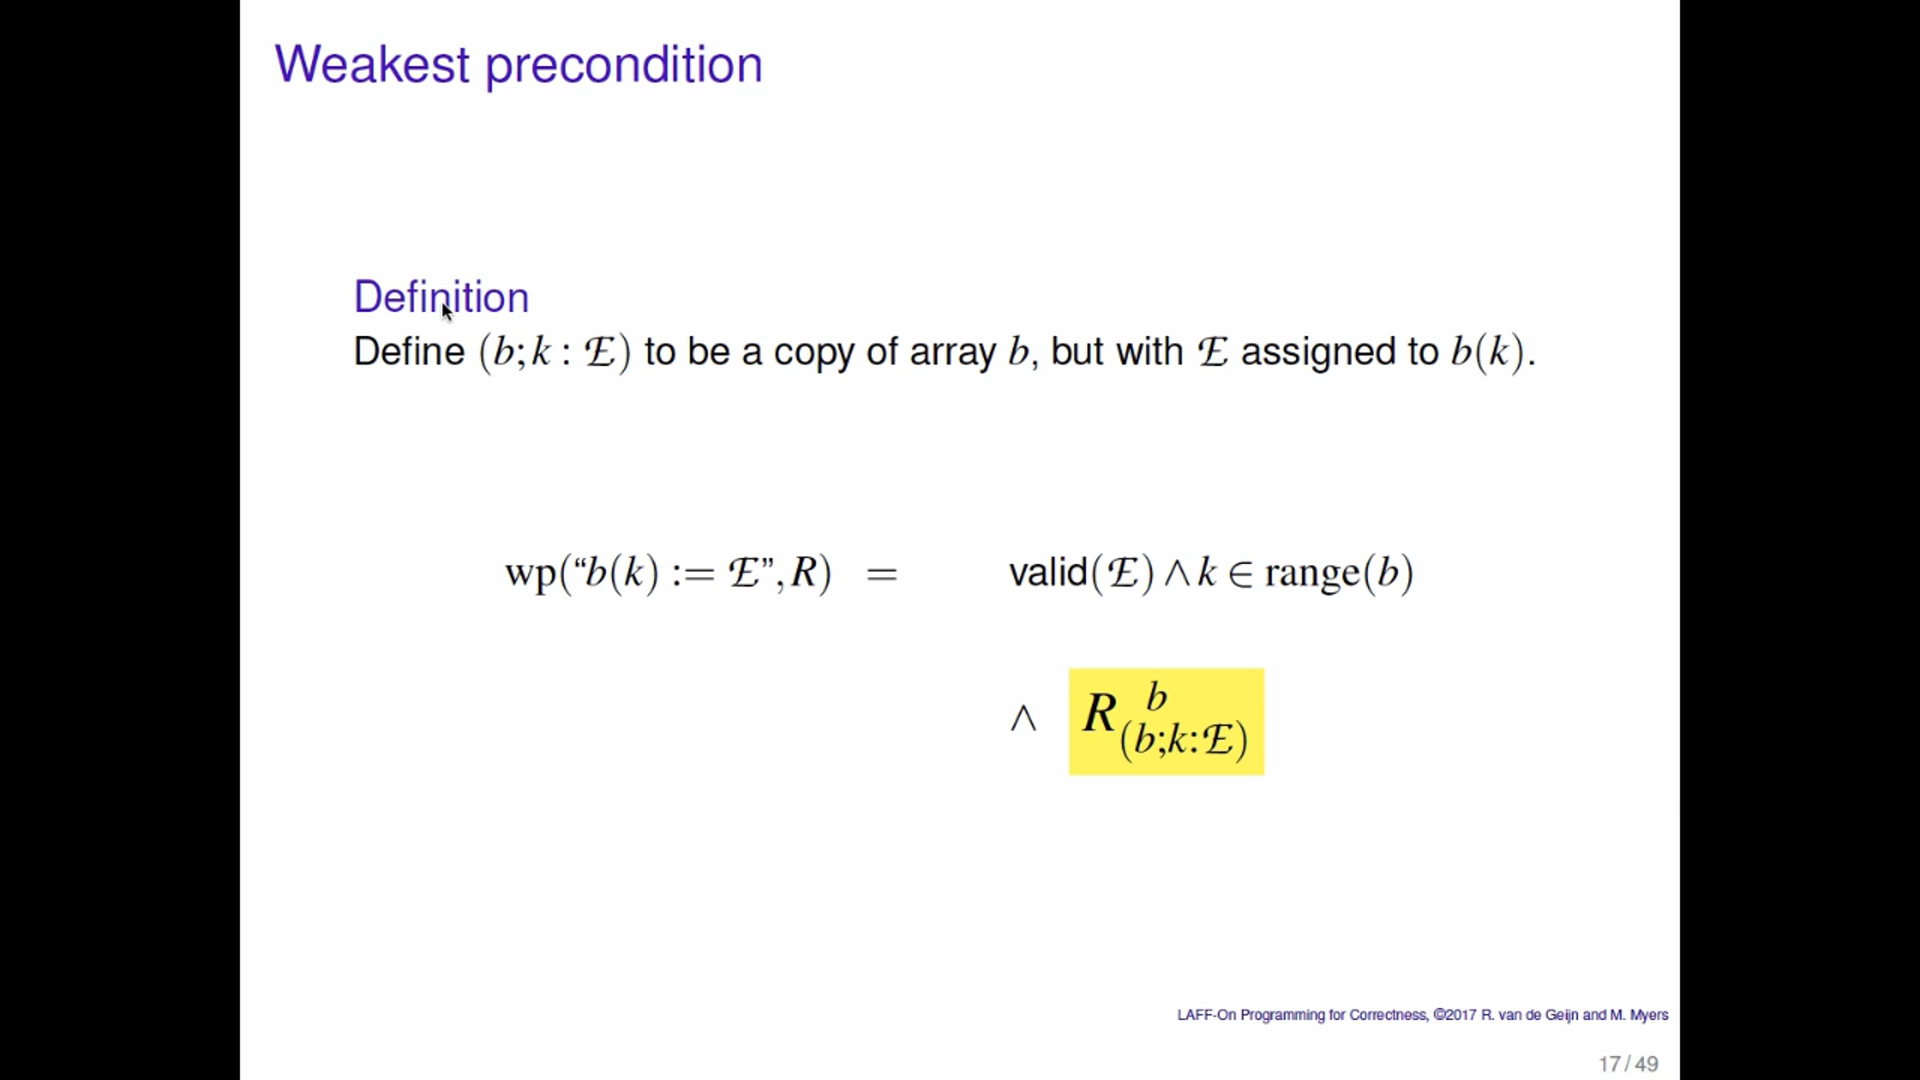 Weakest precondition
Definition
Define (b;k : ℰ) to be a copy of array b, but with ℰ assigned to b(k).
wp(“b(k) := ℰ”, R) = valid(ℰ) ∧ k ∈ range(b)
∧ R^b_(b;k:ℰ)
LAFF-On Programming for Correctness, ©2017 R. van de Geijn and M. Myers
17 / 49